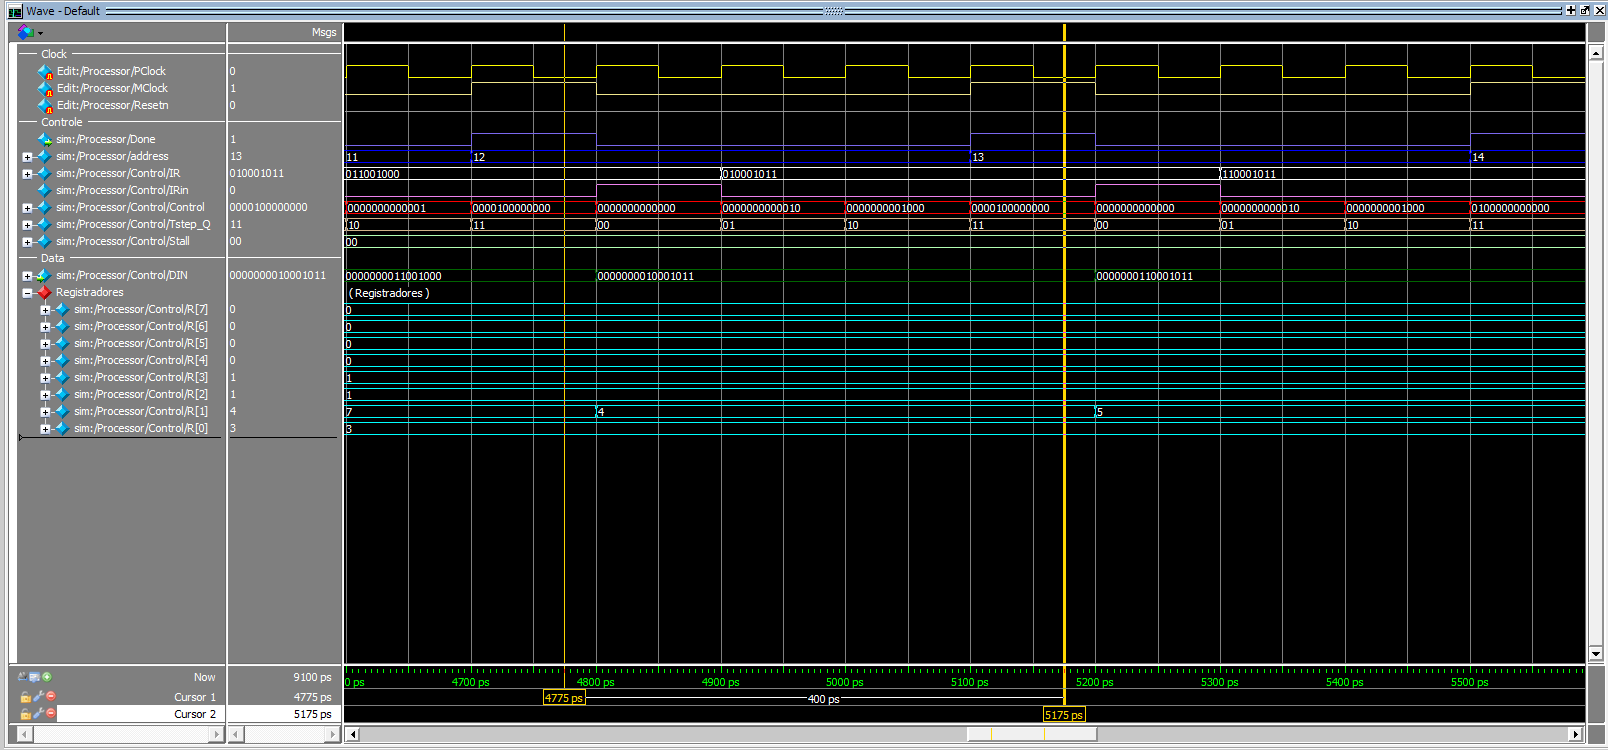 Wave - Default
Msgs
Clock
Edit:/Processor/PClock 0
Edit:/Processor/MClock 1
Edit:/Processor/Resetn 0
Controle
sim:/Processor/Done 1
sim:/Processor/address 13 11 12 13 14
sim:/Processor/Control/IR 010001011 011001000 010001011 110001011
sim:/Processor/Control/IRin 0
sim:/Processor/Control/Control 0000100000000 0000000000001 0000100000000 0000000000000 0000000000010 0000000001000 0000100000000 0000000000000 0000000000010 0000000001000 0100000000000
sim:/Processor/Control/Tstep_Q 11 10 11 00 01 10 11 00 01 10 11
sim:/Processor/Control/Stall 00 00
Data
sim:/Processor/Control/DIN 0000000010001011 0000000011001000 0000000010001011 0000000110001011
Registradores ( Registradores )
sim:/Processor/Control/R[7] 0 0
sim:/Processor/Control/R[6] 0 0
sim:/Processor/Control/R[5] 0 0
sim:/Processor/Control/R[4] 0 0
sim:/Processor/Control/R[3] 1 1
sim:/Processor/Control/R[2] 1 1
sim:/Processor/Control/R[1] 4 7 4 5
sim:/Processor/Control/R[0] 3 3
Now 9100 ps 0 ps 4700 ps 4800 ps 4900 ps 5000 ps 5100 ps 5200 ps 5300 ps 5400 ps 5500 ps
Cursor 1 4775 ps 4775 ps 400 ps
Cursor 2 5175 ps 5175 ps